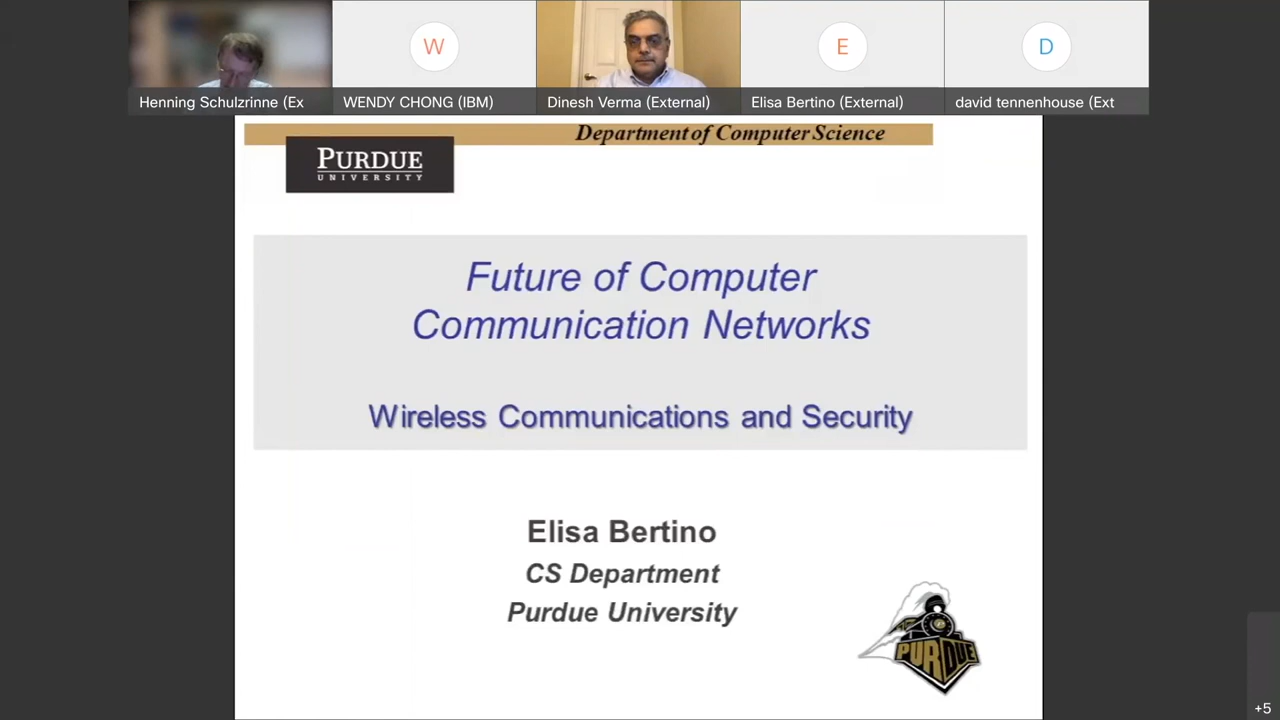 W
E
D
Henning Schulzrinne (Ex
WENDY CHONG (IBM)
Dinesh Verma (External)
Elisa Bertino (External)
david tennenhouse (Ext
Department of Computer Science
PURDUE
UNIVERSITY
Future of Computer
Communication Networks
Wireless Communications and Security
Elisa Bertino
CS Department
Purdue University
PURDUE
+5